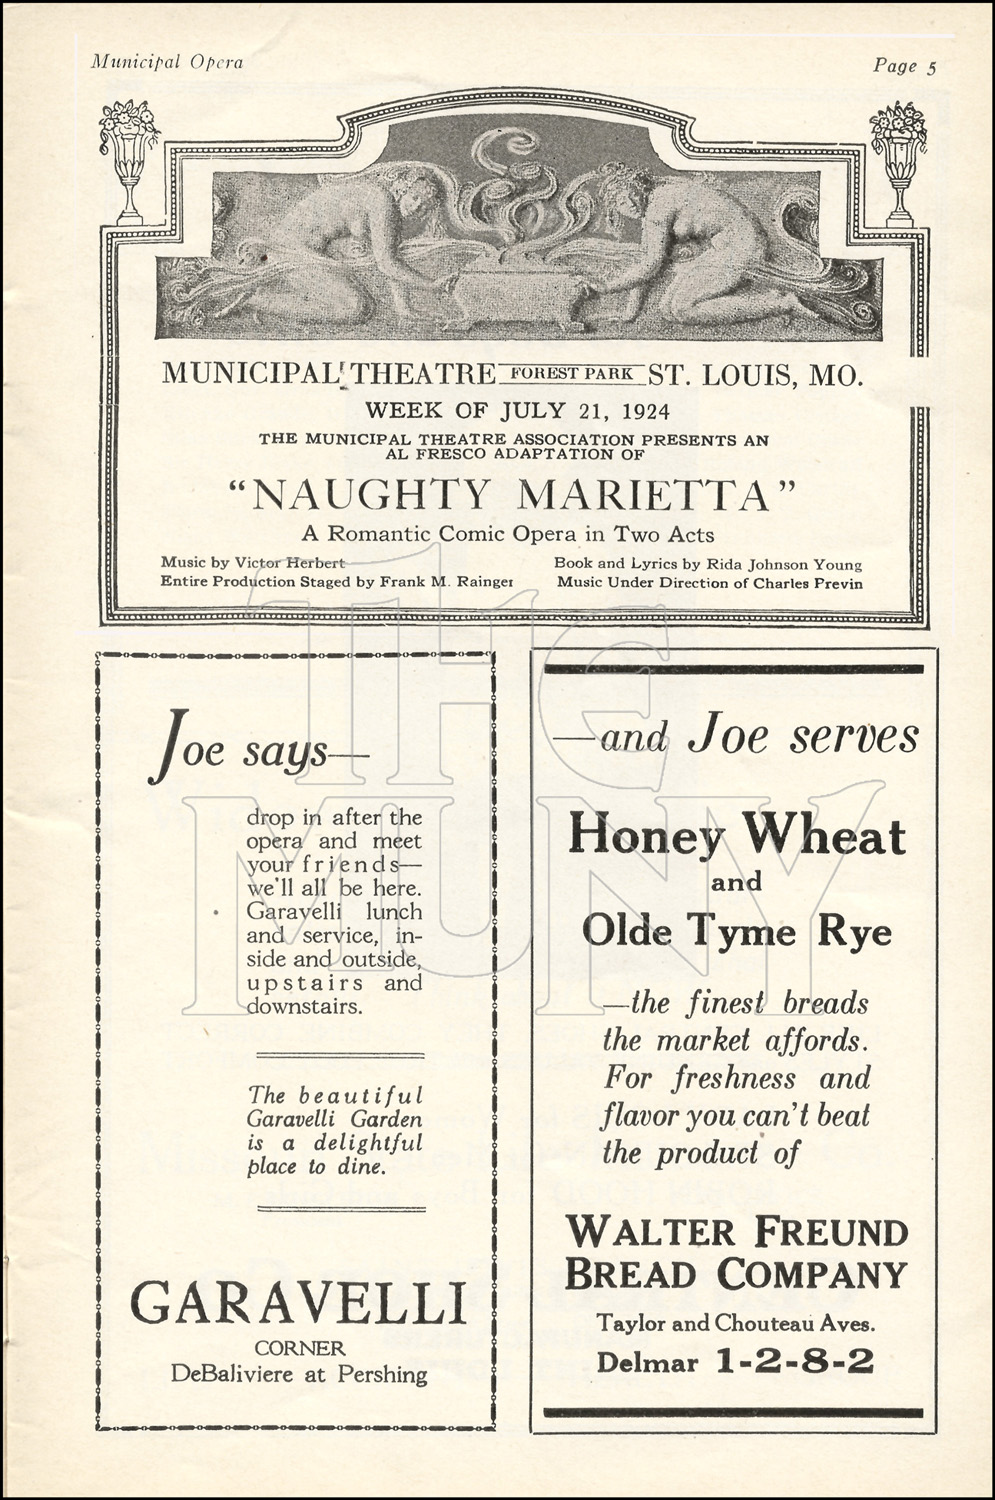 Municipal Opera
Page 5
MUNICIPAL THEATRE FOREST PARK ST. LOUIS, MO.
WEEK OF JULY 21, 1924
THE MUNICIPAL THEATRE ASSOCIATION PRESENTS AN
AL FRESCO ADAPTATION OF
"NAUGHTY MARIETTA"
A Romantic Comic Opera in Two Acts
Music by Victor Herbert
Book and Lyrics by Rida Johnson Young
Entire Production Staged by Frank M. Rainger
Music Under Direction of Charles Previn
Joe says—
drop in after the
opera and meet
your friends—
we'll all be here.
Garavelli lunch
and service, in-
side and outside,
upstairs and
downstairs.
The beautiful
Garavelli Garden
is a delightful
place to dine.
GARAVELLI
CORNER
DeBaliviere at Pershing
—and Joe serves
Honey Wheat
and
Olde Tyme Rye
—the finest breads
the market affords.
For freshness and
flavor you can't beat
the product of
WALTER FREUND
BREAD COMPANY
Taylor and Chouteau Aves.
Delmar 1-2-8-2
THE
MUNY